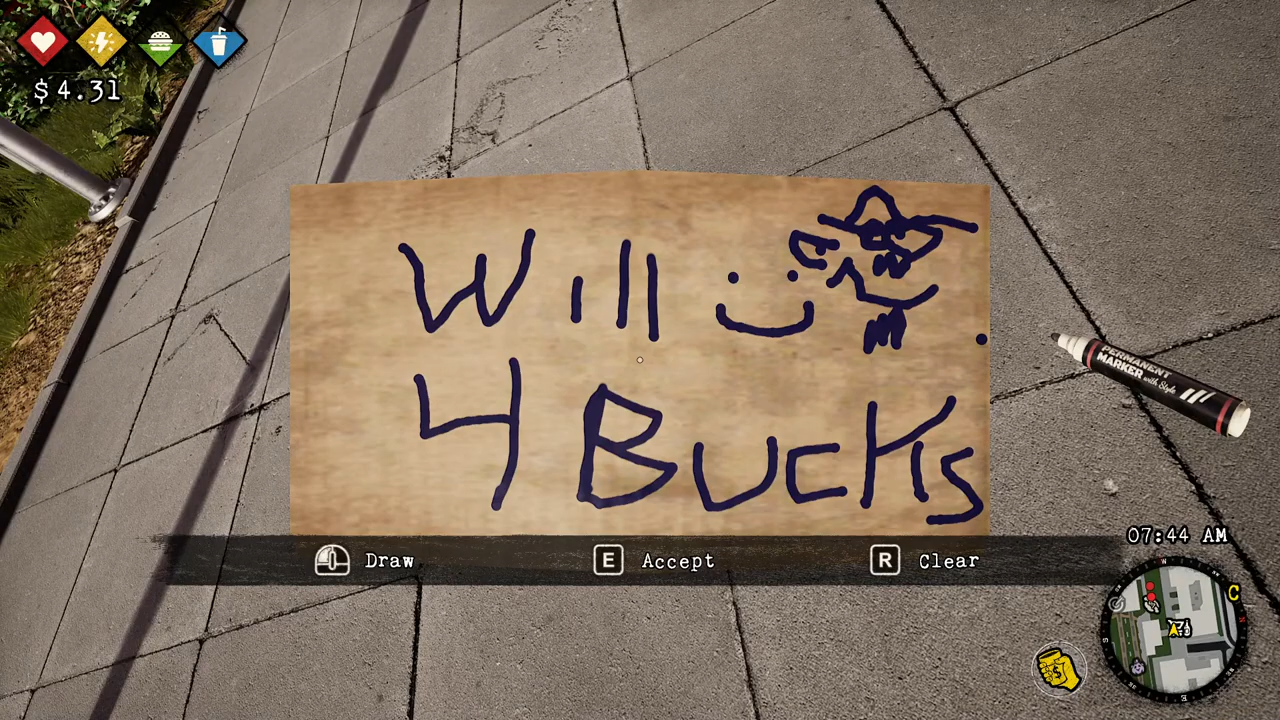 $4.31
Will
4 BucKs
PERMANENT
MARKER with Style
Draw
E Accept
R Clear
07:44 AM
C